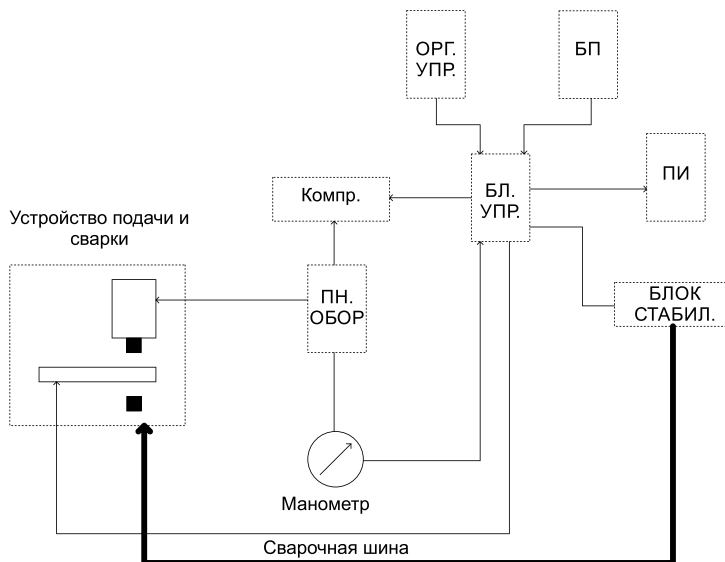 ОРГ.
УПР.
БП
ПИ
БЛ.
УПР.
Компр.
Устройство подачи и
сварки
ПН.
ОБОР
БЛОК
СТАБИЛ.
Манометр
Сварочная шина